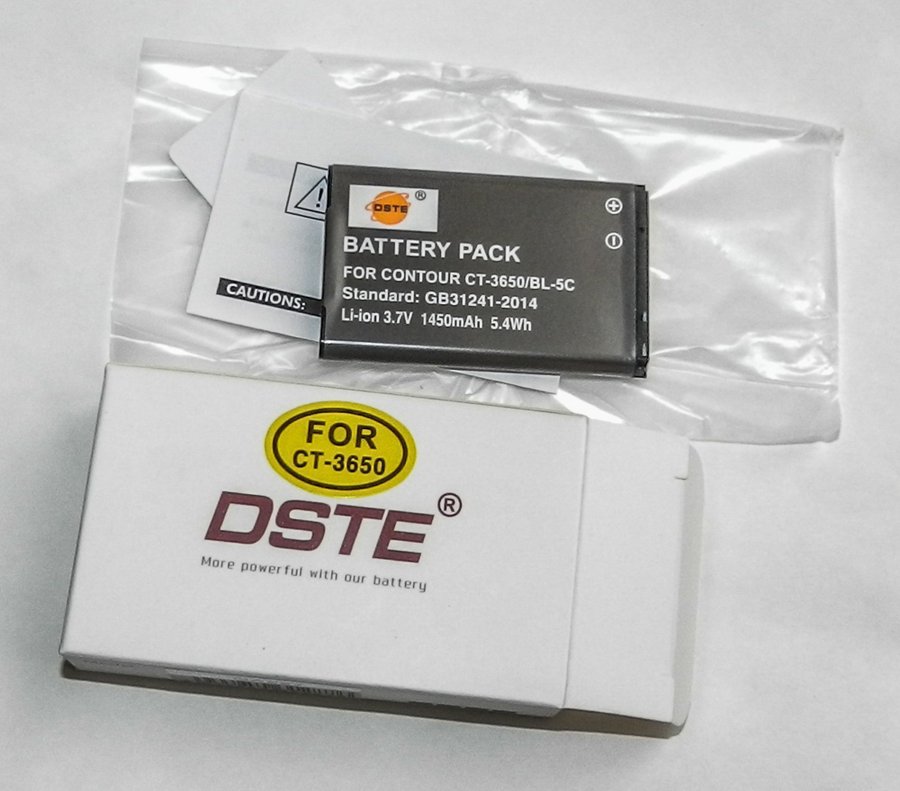 DSTE ®
BATTERY PACK
FOR CONTOUR CT-3650/BL-5C
Standard: GB31241-2014
Li-ion 3.7V 1450mAh 5.4Wh
CAUTIONS:
FOR
CT-3650
DSTE®
More powerful with our battery